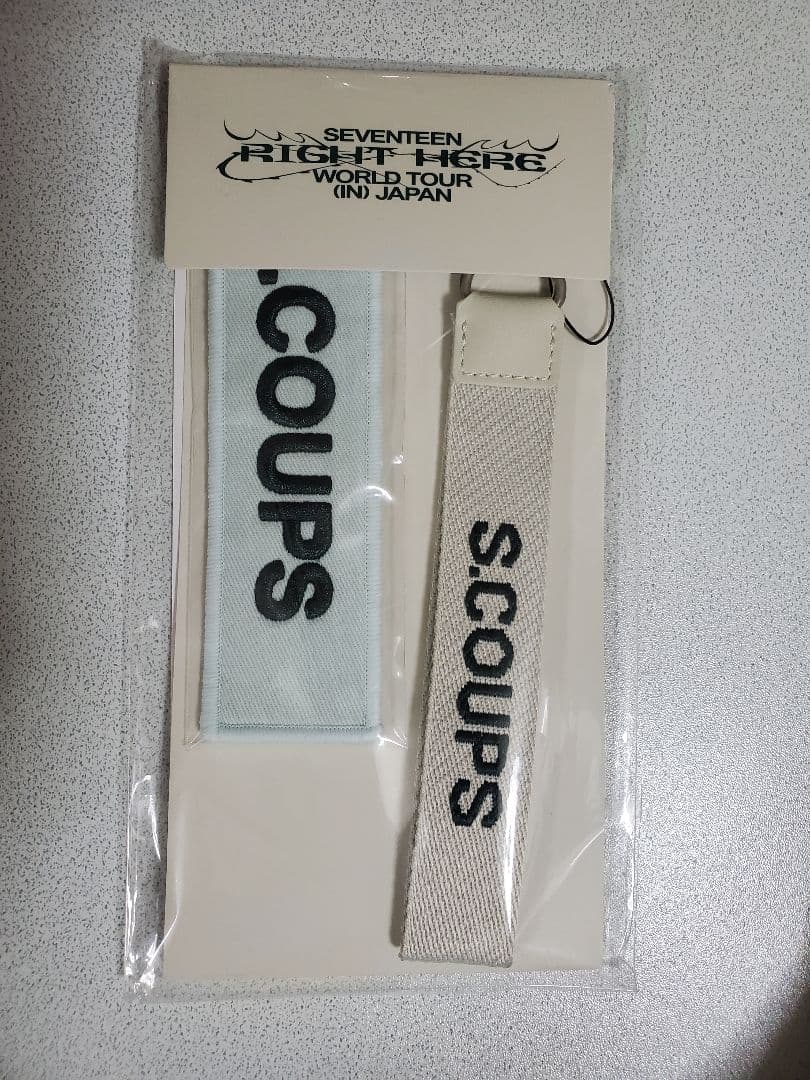 SEVENTEEN
RIGHT HERE
WORLD TOUR
(IN) JAPAN
.COUPS
S.COUPS